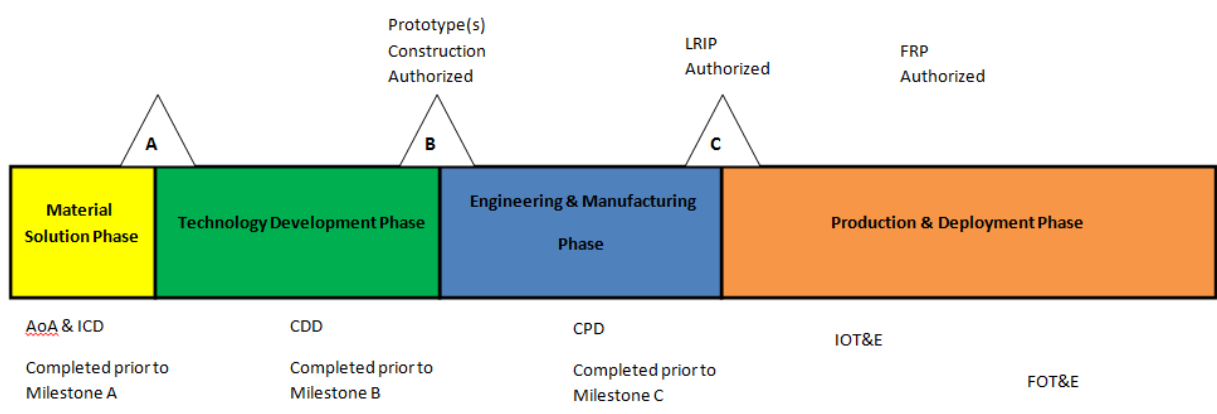 Prototype(s)
Construction
Authorized
LRIP
Authorized
FRP
Authorized
A
B
C
Material
Solution Phase
Technology Development Phase
Engineering & Manufacturing
Phase
Production & Deployment Phase
AoA & ICD
Completed prior to
Milestone A
CDD
Completed prior to
Milestone B
CPD
Completed prior to
Milestone C
IOT&E
FOT&E